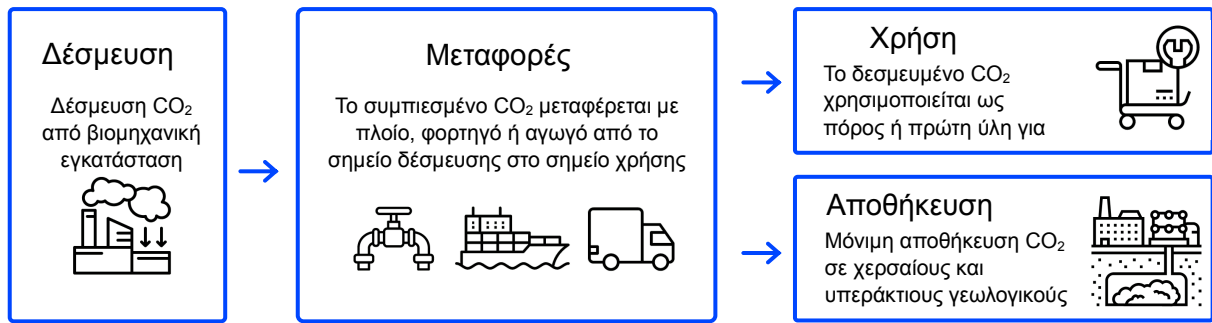 Δέσμευση
Δέσμευση CO₂
από βιομηχανική
εγκατάσταση
Μεταφορές
Το συμπιεσμένο CO₂ μεταφέρεται με
πλοίο, φορτηγό ή αγωγό από το
σημείο δέσμευσης στο σημείο χρήσης
Χρήση
Το δεσμευμένο CO₂
χρησιμοποιείται ως
πόρος ή πρώτη ύλη για
Αποθήκευση
Μόνιμη αποθήκευση CO₂
σε χερσαίους και
υπεράκτιους γεωλογικούς